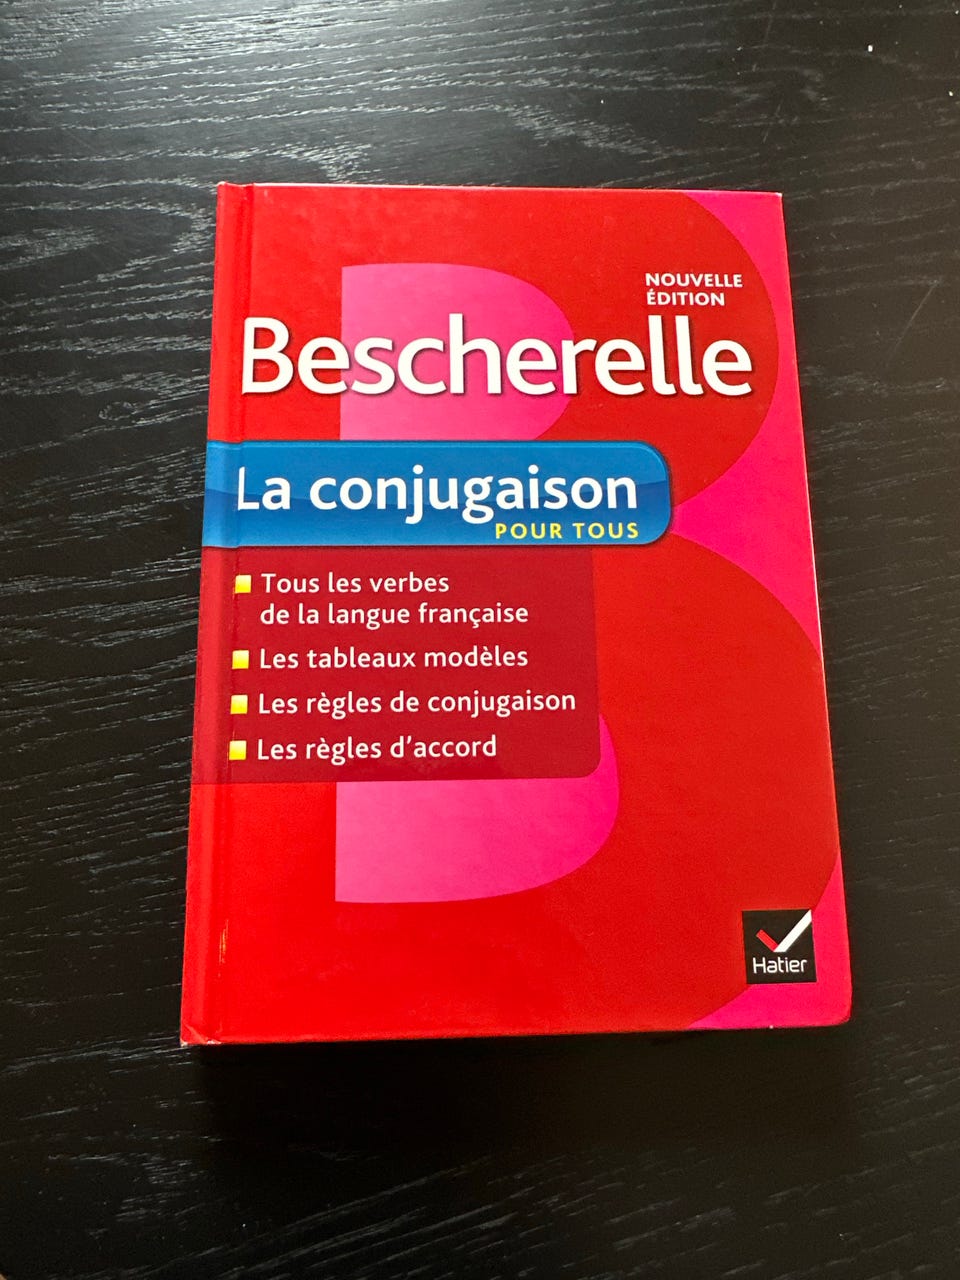 NOUVELLE
ÉDITION
Bescherelle
La conjugaison
POUR TOUS
Tous les verbes
de la langue française
Les tableaux modèles
Les règles de conjugaison
Les règles d’accord
Hatier